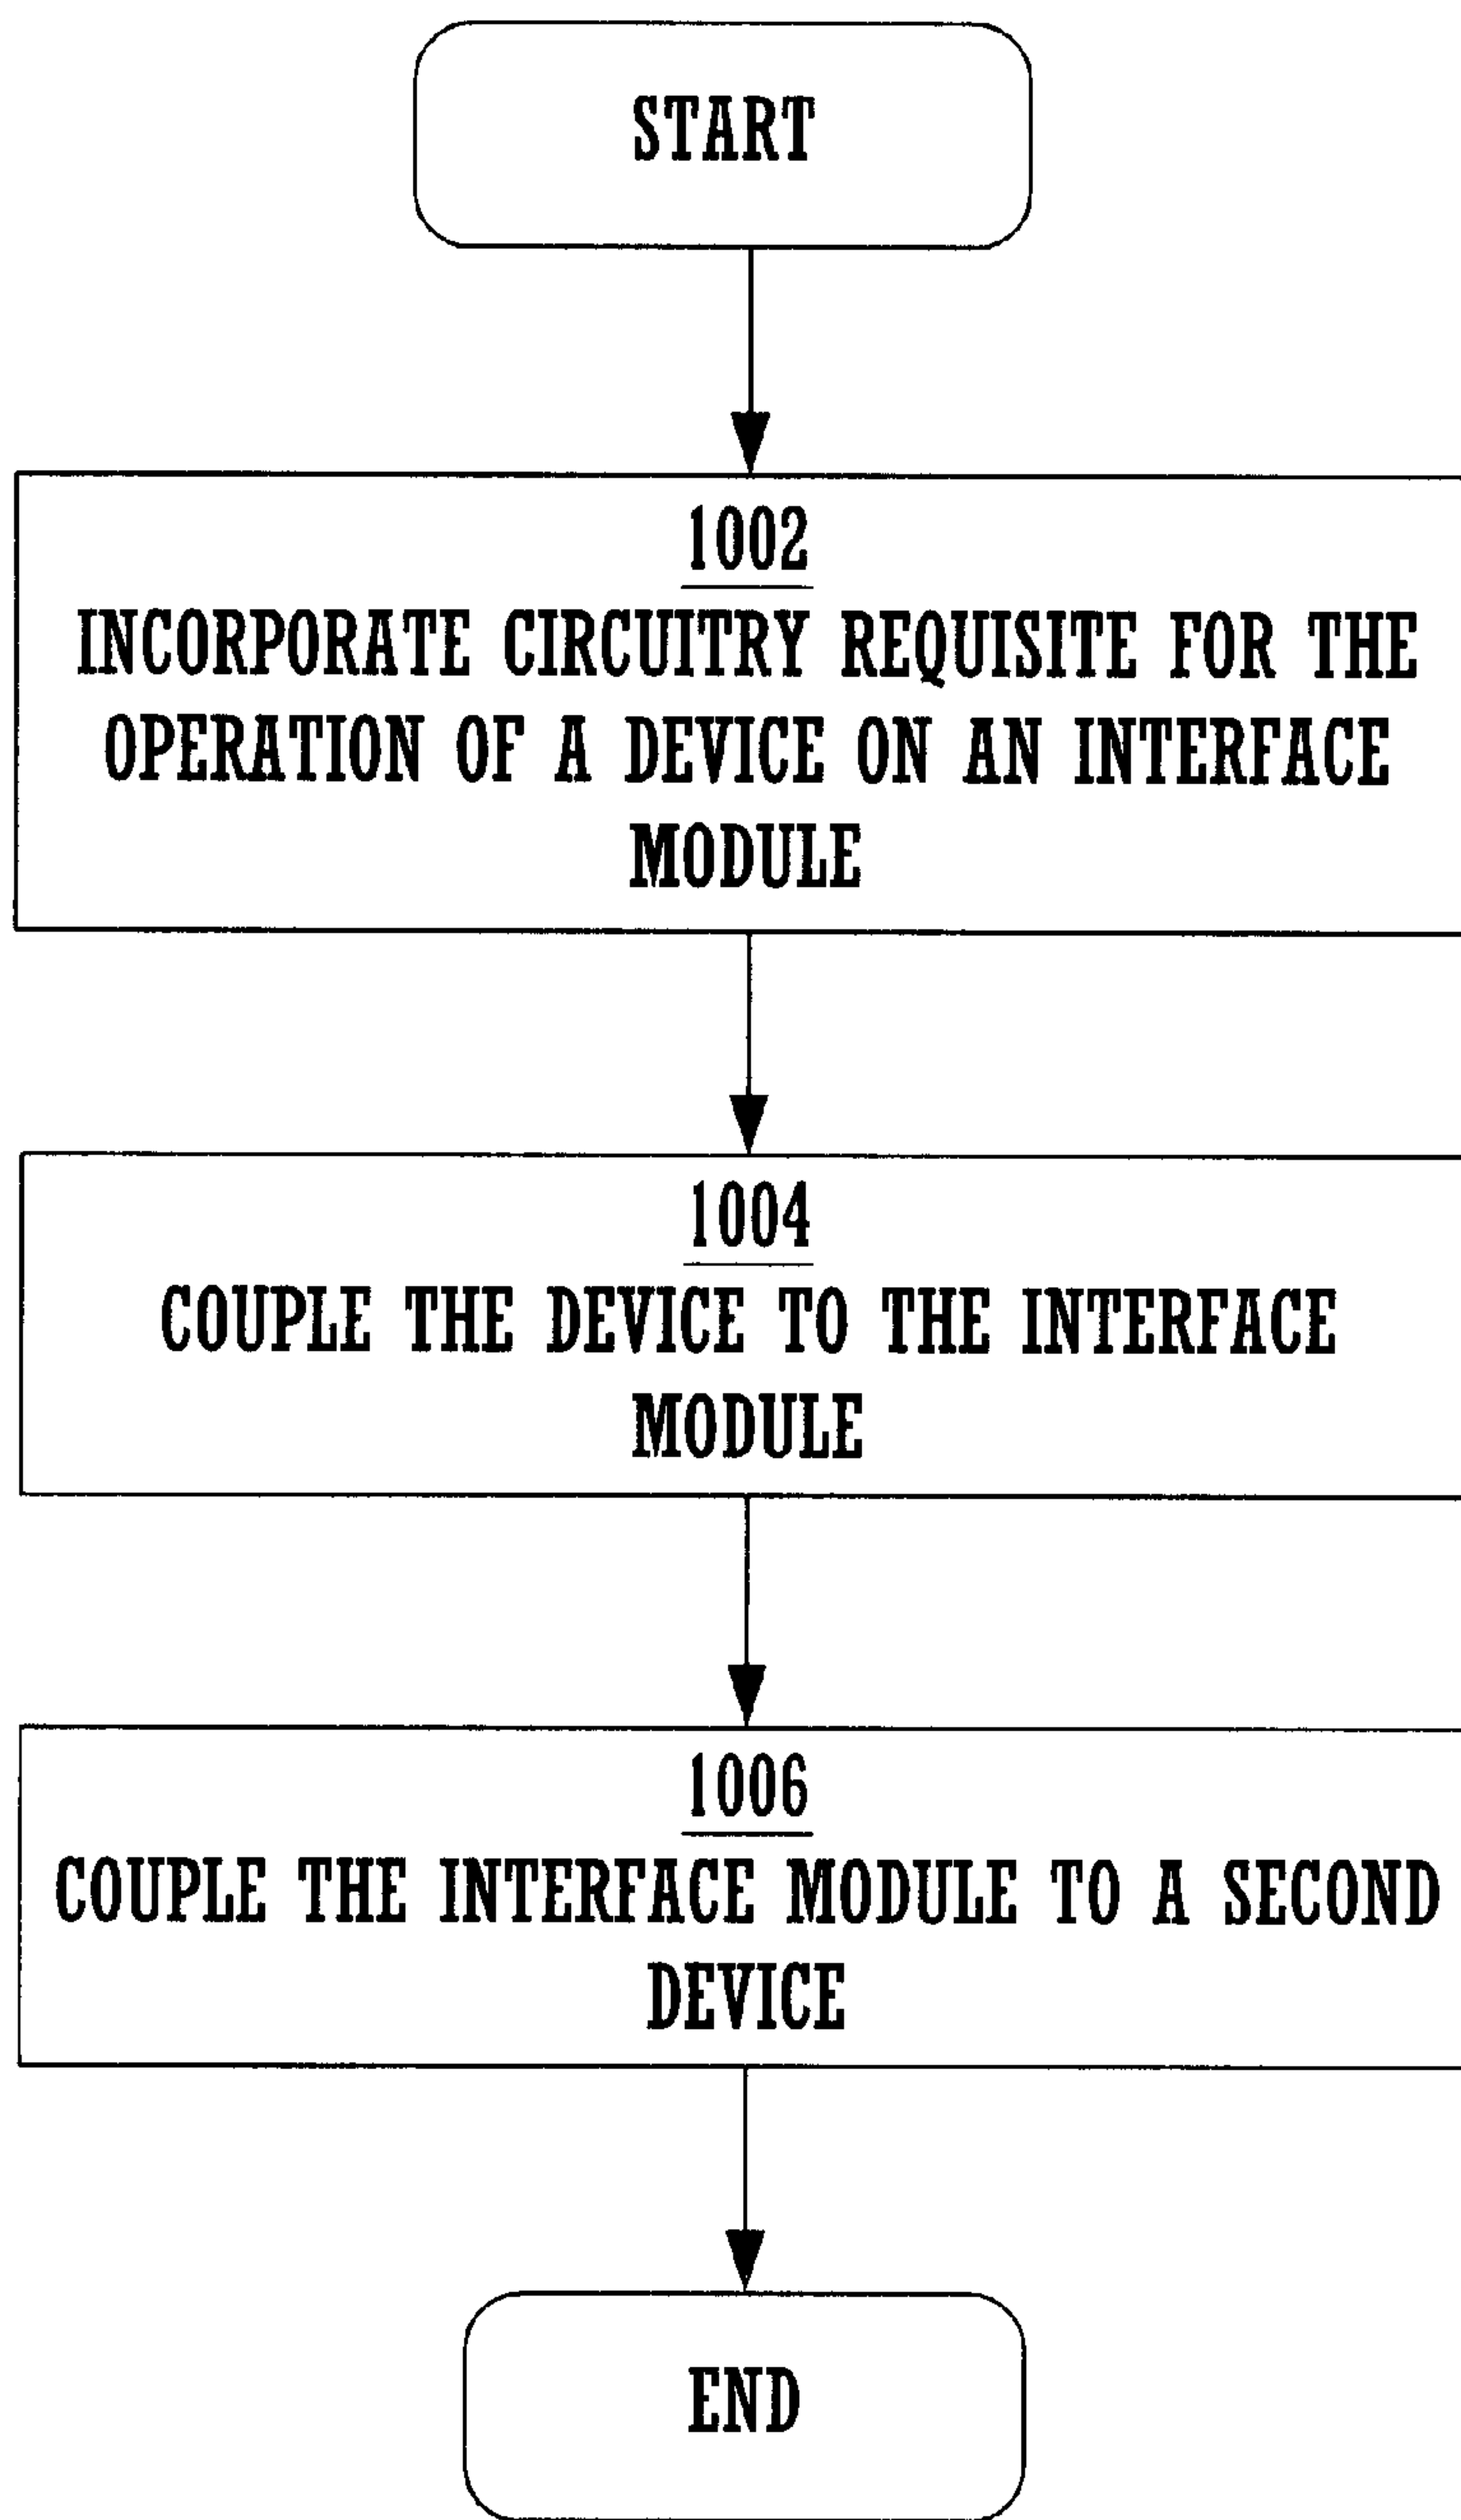 START
1002
INCORPORATE CIRCUITRY REQUISITE FOR THE
OPERATION OF A DEVICE ON AN INTERFACE
MODULE
1004
COUPLE THE DEVICE TO THE INTERFACE
MODULE
1006
COUPLE THE INTERFACE MODULE TO A SECOND
DEVICE
END